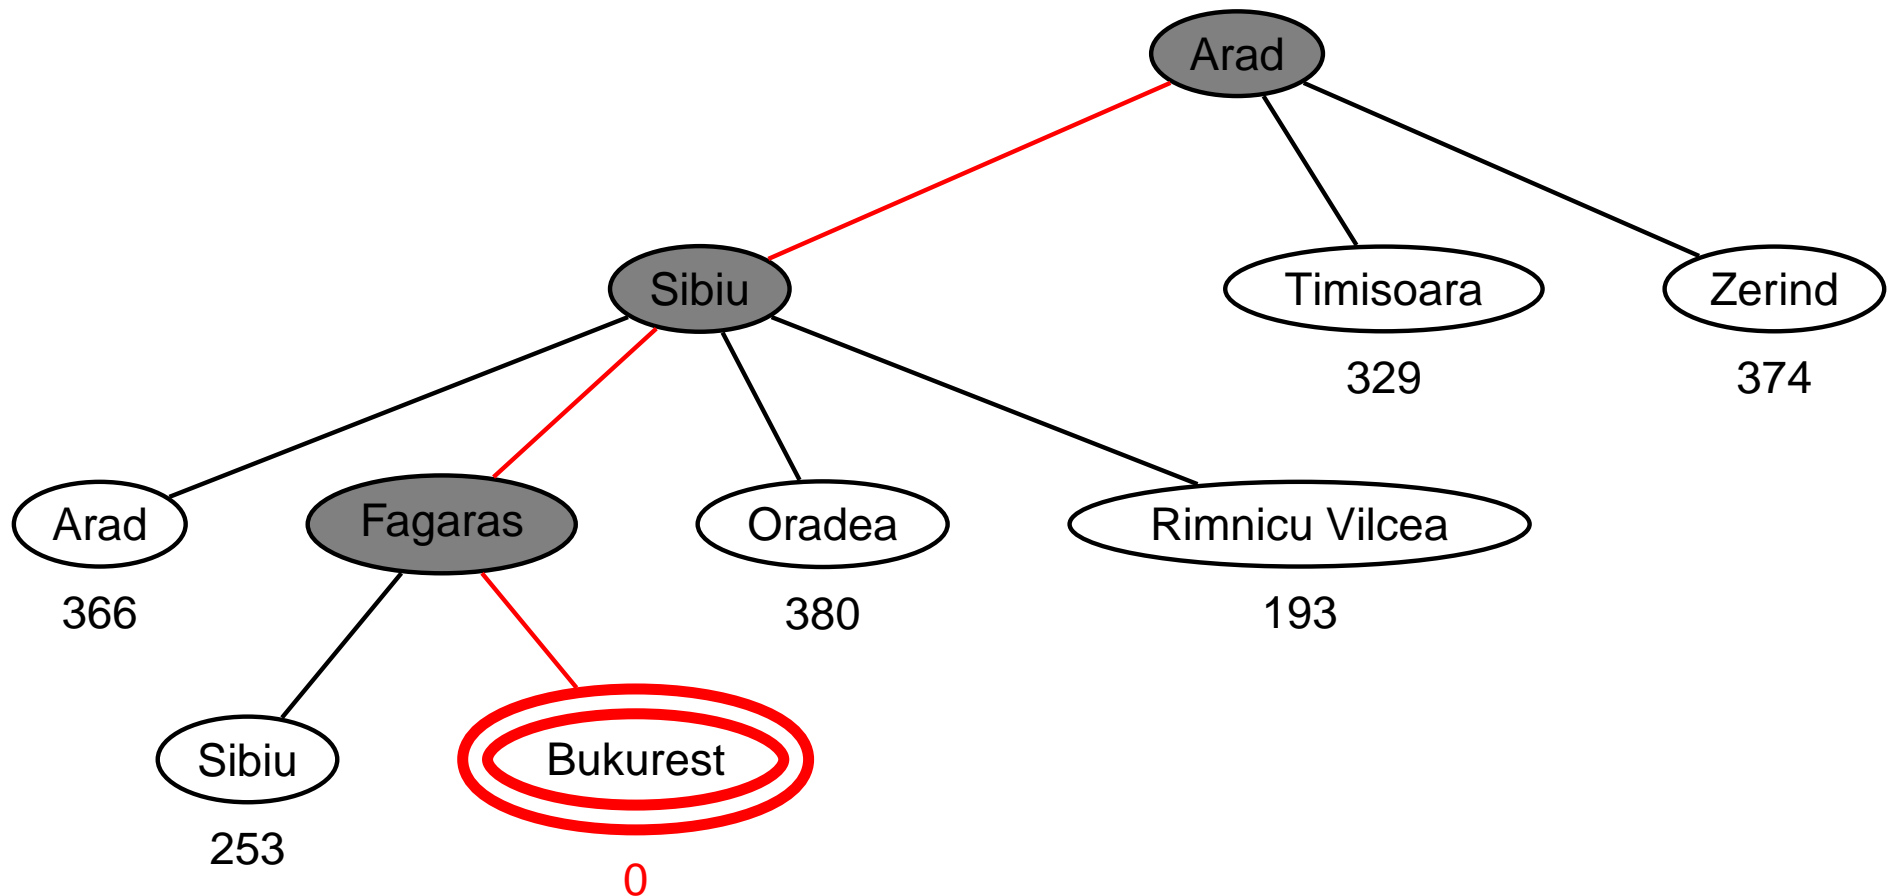 Arad
Sibiu
Timisoara
Zerind
329
374
Arad
Fagaras
Oradea
Rimnicu Vilcea
366
380
193
Sibiu
Bukurest
253
0